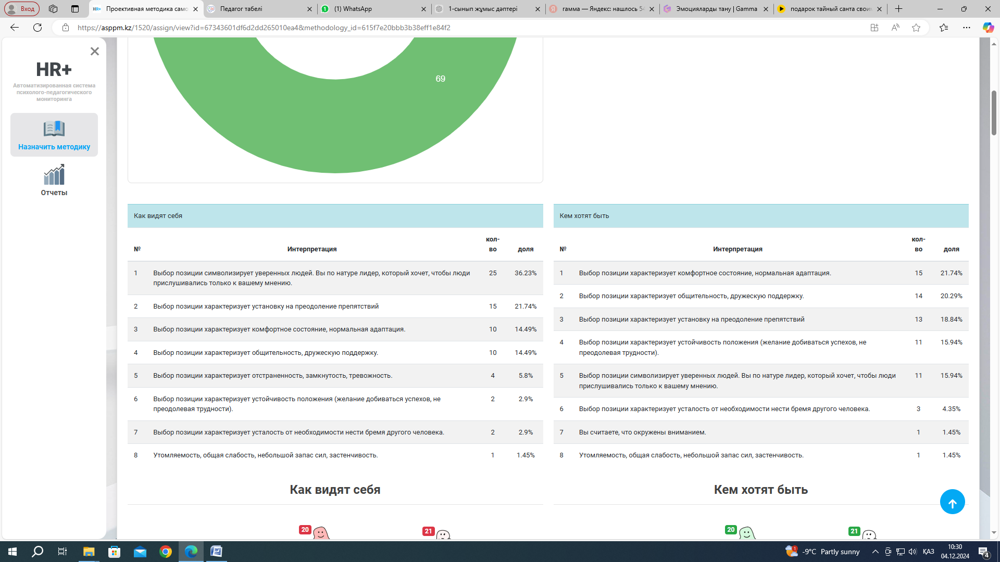 Вход
HR+ Проективная методика само
Педагог табелі
(1) WhatsApp
1-сынып жұмыс дәптері
гамма — Яндекс: нашлось 54
Эмоцияларды тану | Gamma
подарок тайный санта свои
https://asppm.kz/1520/assign/view?id=67343601df6d2dd265010ea4&methodology_id=615f7e20bbb3b38eff1e84f2
HR+
Автоматизированная система
психолого-педагогического
мониторинга
Назначить методику
Отчеты
69
Как видят себя
№ Интерпретация кол-во доля
1 Выбор позиции символизирует уверенных людей. Вы по натуре лидер, который хочет, чтобы люди 25 36.23%
прислушивались только к вашему мнению.
2 Выбор позиции характеризует установку на преодоление препятствий 15 21.74%
3 Выбор позиции характеризует комфортное состояние, нормальная адаптация. 10 14.49%
4 Выбор позиции характеризует общительность, дружескую поддержку. 10 14.49%
5 Выбор позиции характеризует отстраненность, замкнутость, тревожность. 4 5.8%
6 Выбор позиции характеризует устойчивость положения (желание добиваться успехов, не 2 2.9%
преодолевая трудности).
7 Выбор позиции характеризует усталость от необходимости нести бремя другого человека. 2 2.9%
8 Утомляемость, общая слабость, небольшой запас сил, застенчивость. 1 1.45%
Кем хотят быть
№ Интерпретация кол-во доля
1 Выбор позиции характеризует комфортное состояние, нормальная адаптация. 15 21.74%
2 Выбор позиции характеризует общительность, дружескую поддержку. 14 20.29%
3 Выбор позиции характеризует установку на преодоление препятствий 13 18.84%
4 Выбор позиции характеризует устойчивость положения (желание добиваться успехов, не 11 15.94%
преодолевая трудности).
5 Выбор позиции символизирует уверенных людей. Вы по натуре лидер, который хочет, чтобы люди 11 15.94%
прислушивались только к вашему мнению.
6 Выбор позиции характеризует усталость от необходимости нести бремя другого человека. 3 4.35%
7 Вы считаете, что окружены вниманием. 1 1.45%
8 Утомляемость, общая слабость, небольшой запас сил, застенчивость. 1 1.45%
Как видят себя
Кем хотят быть
20 21
20 21
-9°C Partly sunny
ҚАЗ
10:30
04.12.2024
4